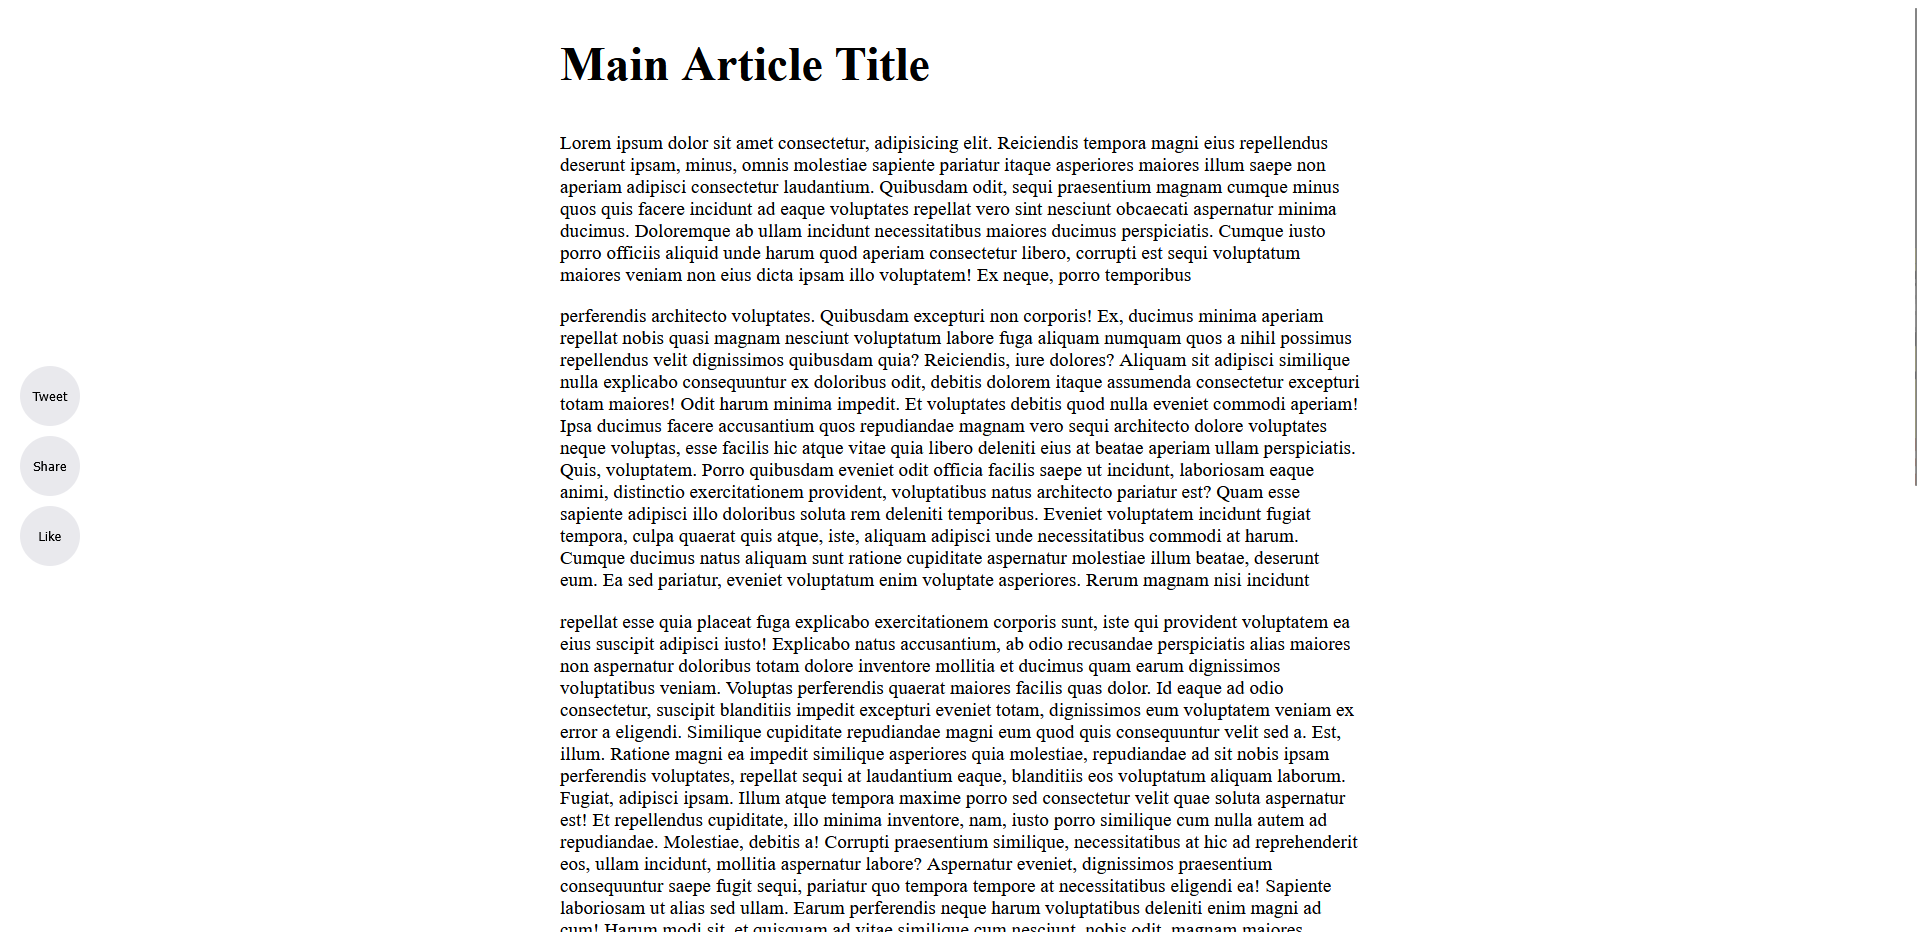 Main Article Title
Lorem ipsum dolor sit amet consectetur, adipisicing elit. Reiciendis tempora magni eius repellendus
deserunt ipsam, minus, omnis molestiae sapiente pariatur itaque asperiores maiores illum saepe non
aperiam adipisci consectetur laudantium. Quibusdam odit, sequi praesentium magnam cumque minus
quos quis facere incidunt ad eaque voluptates repellat vero sint nesciunt obcaecati aspernatur minima
ducimus. Doloremque ab ullam incidunt necessitatibus maiores ducimus perspiciatis. Cumque iusto
porro officiis aliquid unde harum quod aperiam consectetur libero, corrupti est sequi voluptatum
maiores veniam non eius dicta ipsam illo voluptatem! Ex neque, porro temporibus
perferendis architecto voluptates. Quibusdam excepturi non corporis! Ex, ducimus minima aperiam
repellat nobis quasi magnam nesciunt voluptatum labore fuga aliquam numquam quos a nihil possimus
repellendus velit dignissimos quibusdam quia? Reiciendis, iure dolores? Aliquam sit adipisci similique
nulla explicabo consequuntur ex doloribus odit, debitis dolorem itaque assumenda consectetur excepturi
totam maiores! Odit harum minima impedit. Et voluptates debitis quod nulla eveniet commodi aperiam!
Ipsa ducimus facere accusantium quos repudiandae magnam vero sequi architecto dolore voluptates
neque voluptas, esse facilis hic atque vitae quia libero deleniti eius at beatae aperiam ullam perspiciatis.
Quis, voluptatem. Porro quibusdam eveniet odit officia facilis saepe ut incidunt, laboriosam eaque
animi, distinctio exercitationem provident, voluptatibus natus architecto pariatur est? Quam esse
sapiente adipisci illo doloribus soluta rem deleniti temporibus. Eveniet voluptatem incidunt fugiat
tempora, culpa quaerat quis atque, iste, aliquam adipisci unde necessitatibus commodi at harum.
Cumque ducimus natus aliquam sunt ratione cupiditate aspernatur molestiae illum beatae, deserunt
eum. Ea sed pariatur, eveniet voluptatum enim voluptate asperiores. Rerum magnam nisi incidunt
repellat esse quia placeat fuga explicabo exercitationem corporis sunt, iste qui provident voluptatem ea
eius suscipit adipisci iusto! Explicabo natus accusantium, ab odio recusandae perspiciatis alias maiores
non aspernatur doloribus totam dolore inventore mollitia et ducimus quam earum dignissimos
voluptatibus veniam. Voluptas perferendis quaerat maiores facilis quas dolor. Id eaque ad odio
consectetur, suscipit blanditiis impedit excepturi eveniet totam, dignissimos eum voluptatem veniam ex
error a eligendi. Similique cupiditate repudiandae magni eum quod quis consequuntur velit sed a. Est,
illum. Ratione magni ea impedit similique asperiores quia molestiae, repudiandae ad sit nobis ipsam
perferendis voluptates, repellat sequi at laudantium eaque, blanditiis eos voluptatum aliquam laborum.
Fugiat, adipisci ipsam. Illum atque tempora maxime porro sed consectetur velit quae soluta aspernatur
est! Et repellendus cupiditate, illo minima inventore, nam, iusto porro similique cum nulla autem ad
repudiandae. Molestiae, debitis a! Corrupti praesentium similique, necessitatibus at hic ad reprehenderit
eos, ullam incidunt, mollitia aspernatur labore? Aspernatur eveniet, dignissimos praesentium
consequuntur saepe fugit sequi, pariatur quo tempora tempore at necessitatibus eligendi ea! Sapiente
laboriosam ut alias sed ullam. Earum perferendis neque harum voluptatibus deleniti enim magni ad
cum! Harum modi sit, et quisquam ad vitae similique cum nesciunt, nobis odit, magnam maiores
Tweet
Share
Like